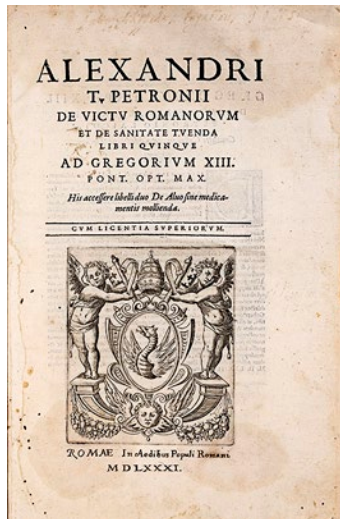 ALEXANDRI
T. PETRONII
DE VICTV ROMANORVM
ET DE SANITATE TVENDA
LIBRI QVINQVE
AD GREGORIVM XIII.
PONT. OPT. MAX.
His accessere libelli duo De Aluo sine medica-
mentis mollienda.
CVM LICENTIA SVPERIORVM.
ROMAE In Aedibus Populi Romani
MDLXXXI.